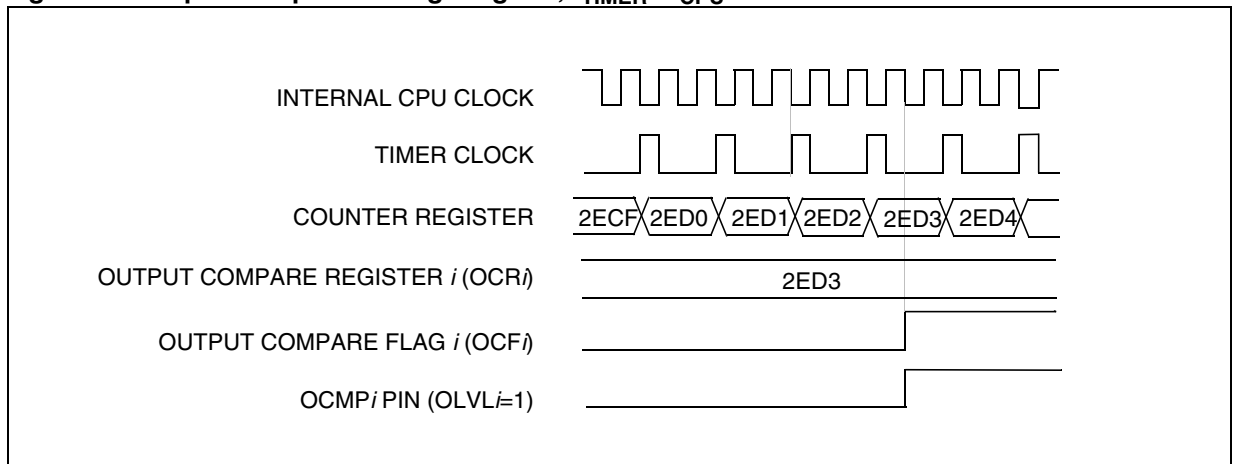 INTERNAL CPU CLOCK
TIMER CLOCK
COUNTER REGISTER 2ECF 2ED0 2ED1 2ED2 2ED3 2ED4
OUTPUT COMPARE REGISTER i (OCRi) 2ED3
OUTPUT COMPARE FLAG i (OCFi)
OCMPi PIN (OLVLi=1)